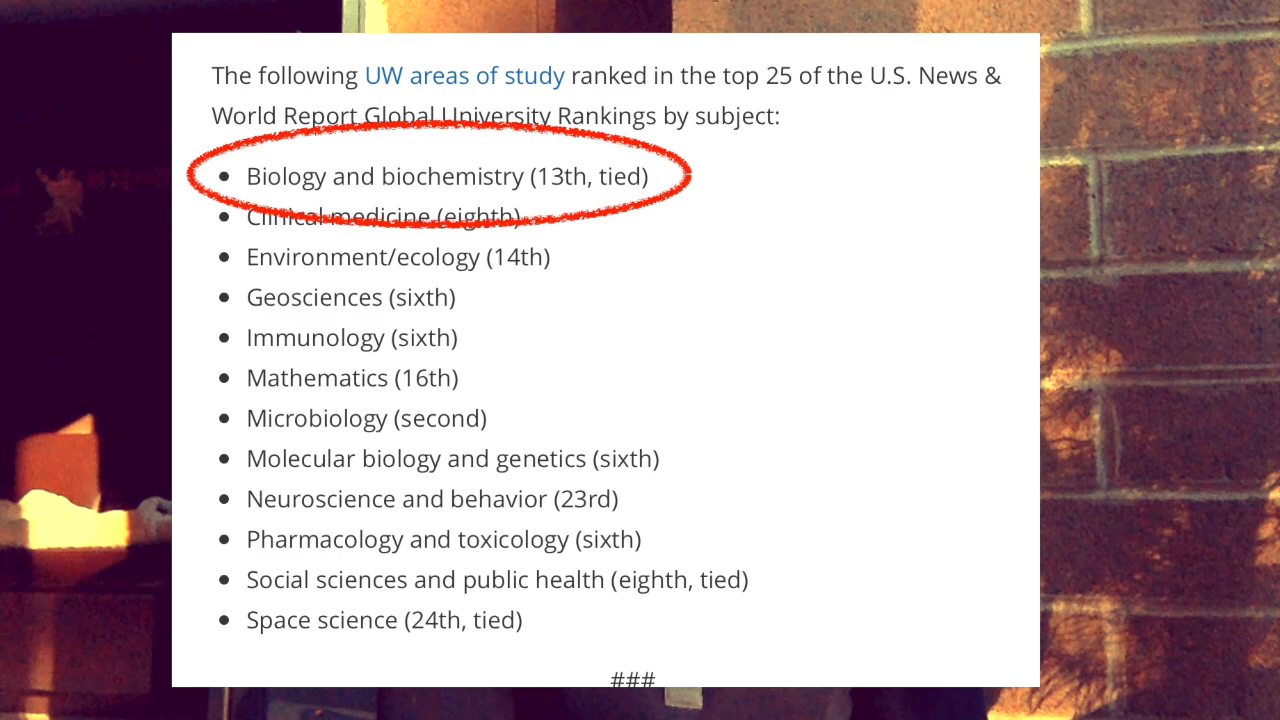 The following UW areas of study ranked in the top 25 of the U.S. News &
World Report Global University Rankings by subject:
Biology and biochemistry (13th, tied)
Clinical medicine (eighth)
Environment/ecology (14th)
Geosciences (sixth)
Immunology (sixth)
Mathematics (16th)
Microbiology (second)
Molecular biology and genetics (sixth)
Neuroscience and behavior (23rd)
Pharmacology and toxicology (sixth)
Social sciences and public health (eighth, tied)
Space science (24th, tied)
###